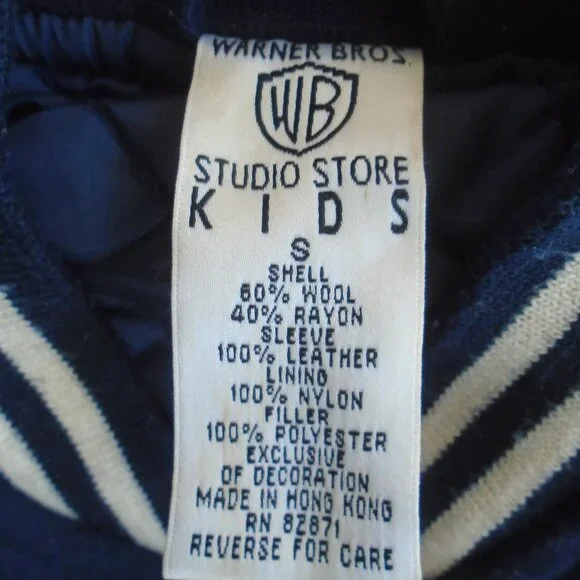 WARNER BROS.
WB
STUDIO STORE
KIDS
S
SHELL
60% WOOL
40% RAYON
SLEEVE
100% LEATHER
LINING
100% NYLON
FILLER
100% POLYESTER
EXCLUSIVE
OF DECORATION
MADE IN HONG KONG
RN 82871
REVERSE FOR CARE